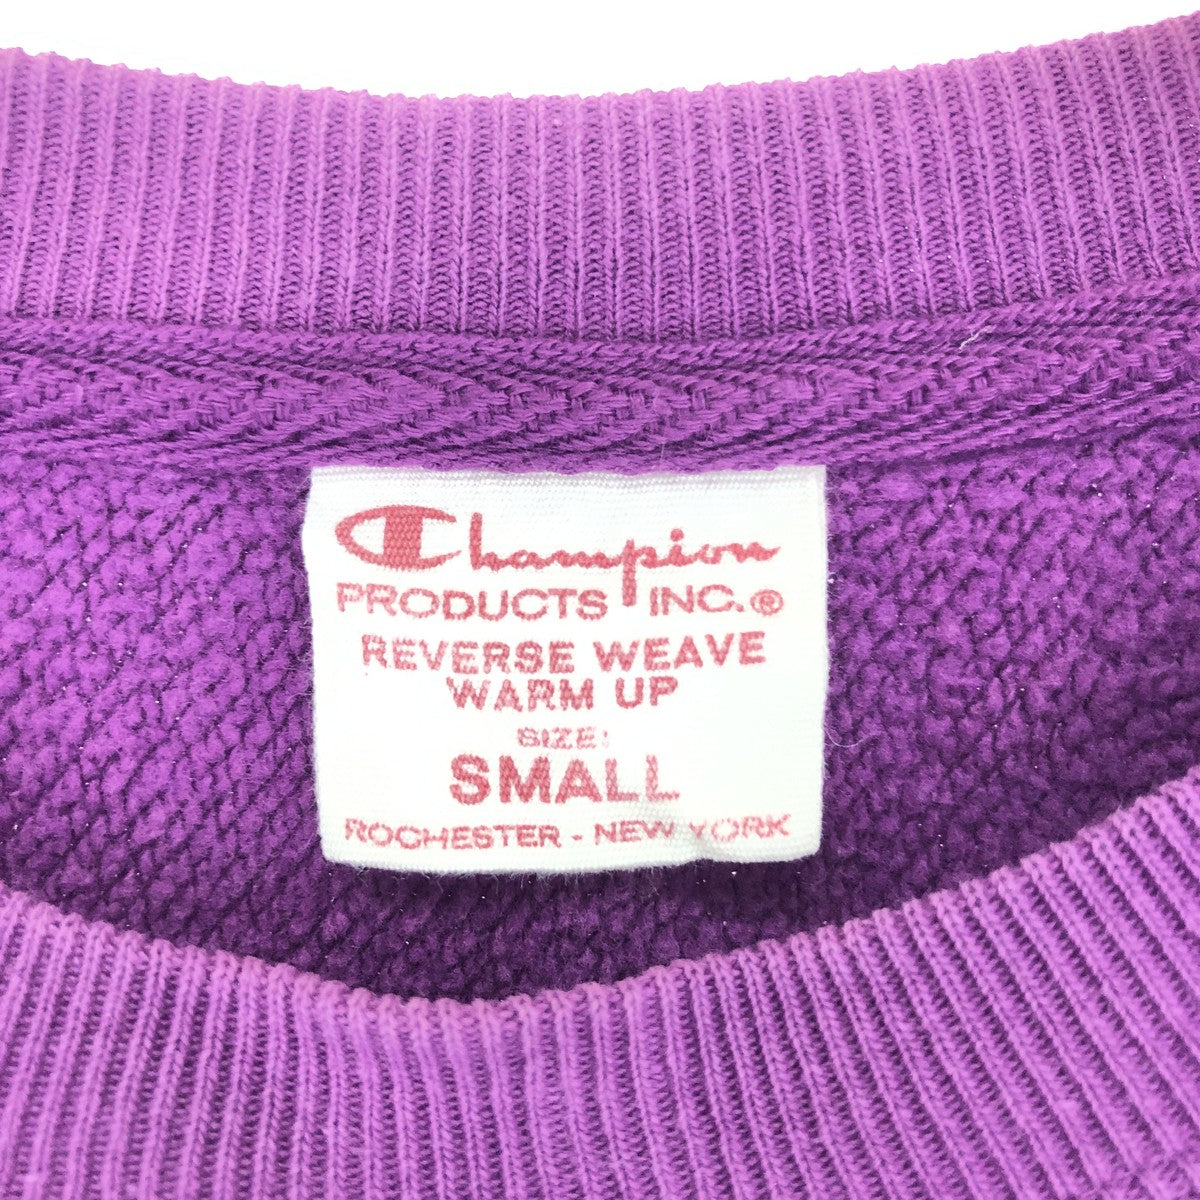 Champion
PRODUCTS INC.®
REVERSE WEAVE
WARM UP
SIZE:
SMALL
ROCHESTER - NEW YORK